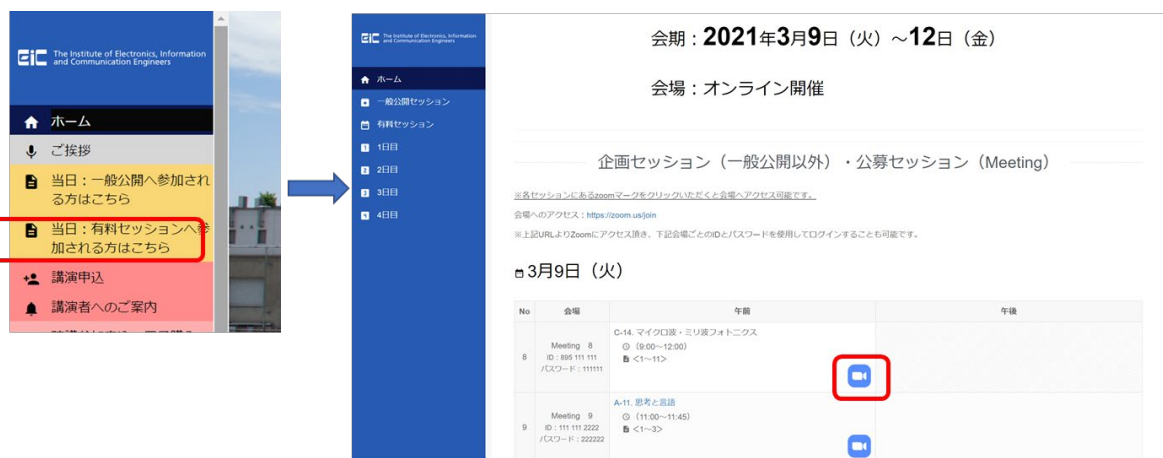 EiC The Institute of Electronics, Information
and Communication Engineers
ホーム
ご挨拶
当日：一般公開へ参加され
る方はこちら
当日：有料セッションへ参
加される方はこちら
講演申込
講演者へのご案内
EiC The Institute of Electronics, Information
and Communication Engineers
ホーム
一般公開セッション
有料セッション
1 1日目
2 2日目
3 3日目
4 4日目
会期：2021年3月9日（火）～12日（金）
会場：オンライン開催
企画セッション（一般公開以外）・公募セッション（Meeting）
※各セッションにあるzoomマークをクリックいただくと会場へアクセス可能です。
会場へのアクセス：https://zoom.us/join
※上記URLよりZoomにアクセス頂き、下記会場ごとのIDとパスワードを使用してログインすることも可能です。
3月9日（火）
No 会場 午前 午後
8
Meeting 8
ID：895 111 111
パスワード：111111
C-14. マイクロ波・ミリ波フォトニクス
（9:00～12:00）
<1～11>
9
Meeting 9
ID：111 111 2222
パスワード：222222
A-11. 思考と言語
（11:00～11:45）
<1～3>